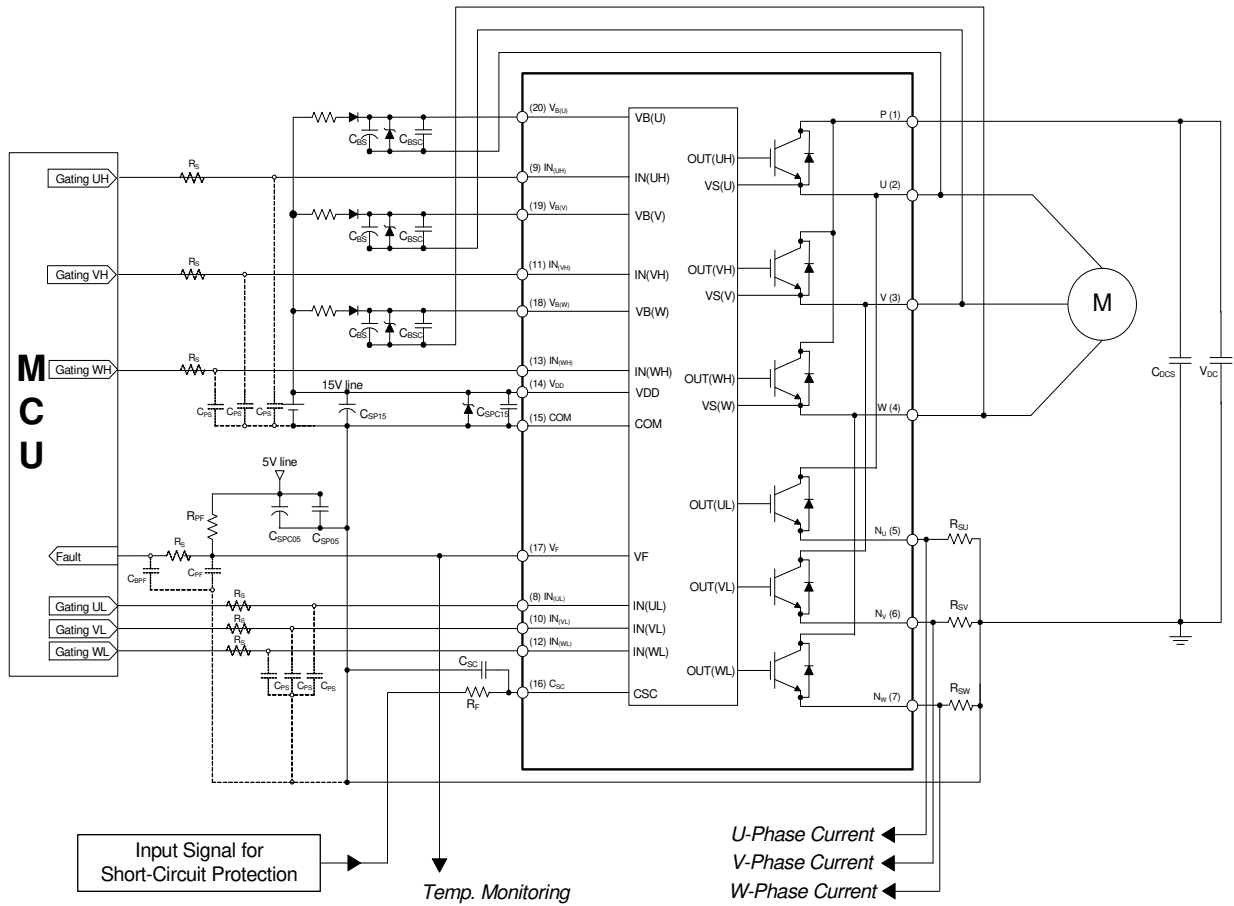 MCU
Gating UH
Gating VH
Gating WH
Fault
Gating UL
Gating VL
Gating WL
RS
RS
RS
RS
RS
RS
RS
CPS
CPS
CPS
CPS
CPS
CPS
CBS
CBSC
CBS
CBSC
CBS
CBSC
15V line
CSP15
CSPC15
5V line
RPF
CSPC05
CSP05
CBPF
CPF
CSC
RF
(20) VB(U)
(9) IN(UH)
(19) VB(V)
(11) IN(VH)
(18) VB(W)
(13) IN(WH)
(14) VDD
(15) COM
(17) VF
(8) IN(UL)
(10) IN(VL)
(12) IN(WL)
(16) CSC
VB(U)
IN(UH)
VB(V)
IN(VH)
VB(W)
IN(WH)
VDD
COM
VF
IN(UL)
IN(VL)
IN(WL)
CSC
OUT(UH)
VS(U)
OUT(VH)
VS(V)
OUT(WH)
VS(W)
OUT(UL)
OUT(VL)
OUT(WL)
P (1)
U (2)
V (3)
W (4)
NU (5)
NV (6)
NW (7)
RSU
RSV
RSW
M
CDCS
VDC
Input Signal for
Short-Circuit Protection
Temp. Monitoring
U-Phase Current
V-Phase Current
W-Phase Current